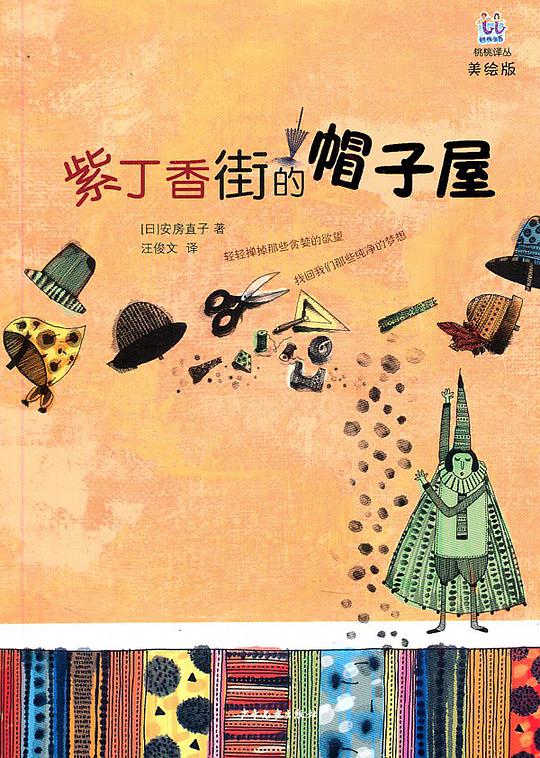 桃桃译丛
美绘版
紫丁香街的帽子屋
[日]安房直子 著
汪俊文 译
轻轻掸掉那些贪婪的欲望
找回我们那些纯净的梦想